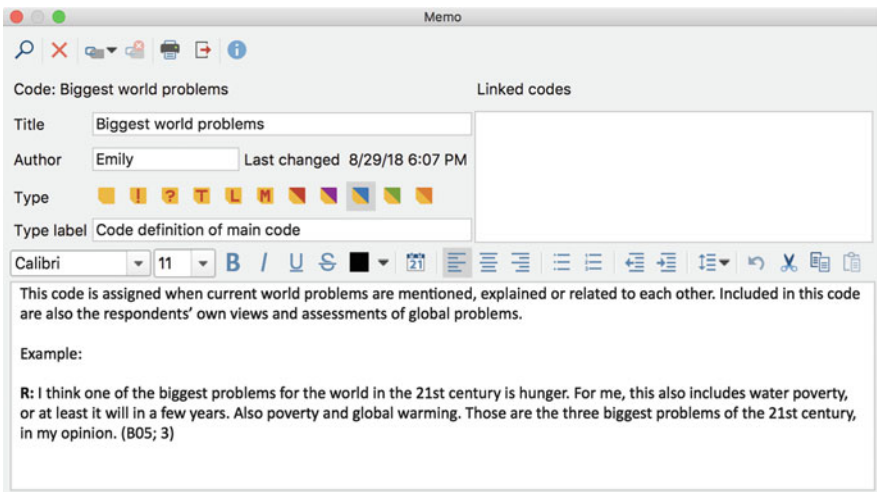 Memo
Code: Biggest world problems
Linked codes
Title
Biggest world problems
Author
Emily
Last changed 8/29/18 6:07 PM
Type
! ? T L M
Type label
Code definition of main code
Calibri
11
B I U S
21
This code is assigned when current world problems are mentioned, explained or related to each other. Included in this code
are also the respondents' own views and assessments of global problems.
Example:
R: I think one of the biggest problems for the world in the 21st century is hunger. For me, this also includes water poverty,
or at least it will in a few years. Also poverty and global warming. Those are the three biggest problems of the 21st century,
in my opinion. (B05; 3)